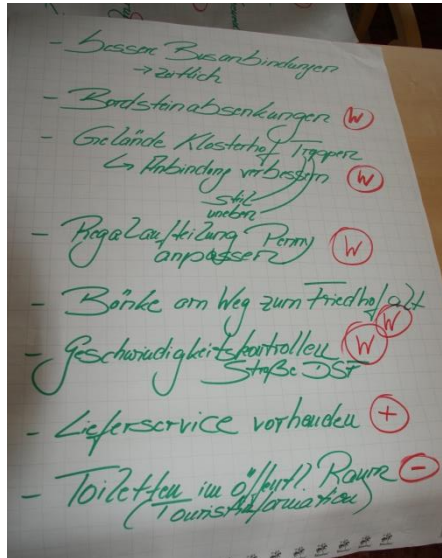 - bessere Busanbindungen
→ zeitlich
- Bordsteinabsenkungen W
- Gelände Klosterhof Treppen
↳ Anbindung verbessern W
steil
uneben
- Regalaufteilung Penny W
anpassen
- Bänke am Weg zum Friedhof alt W
- Geschwindigkeitskontrollen W
Straße DSF
- Lieferservice vorhanden +
- Toiletten im öffentl. Raum -
(Touristinformation)